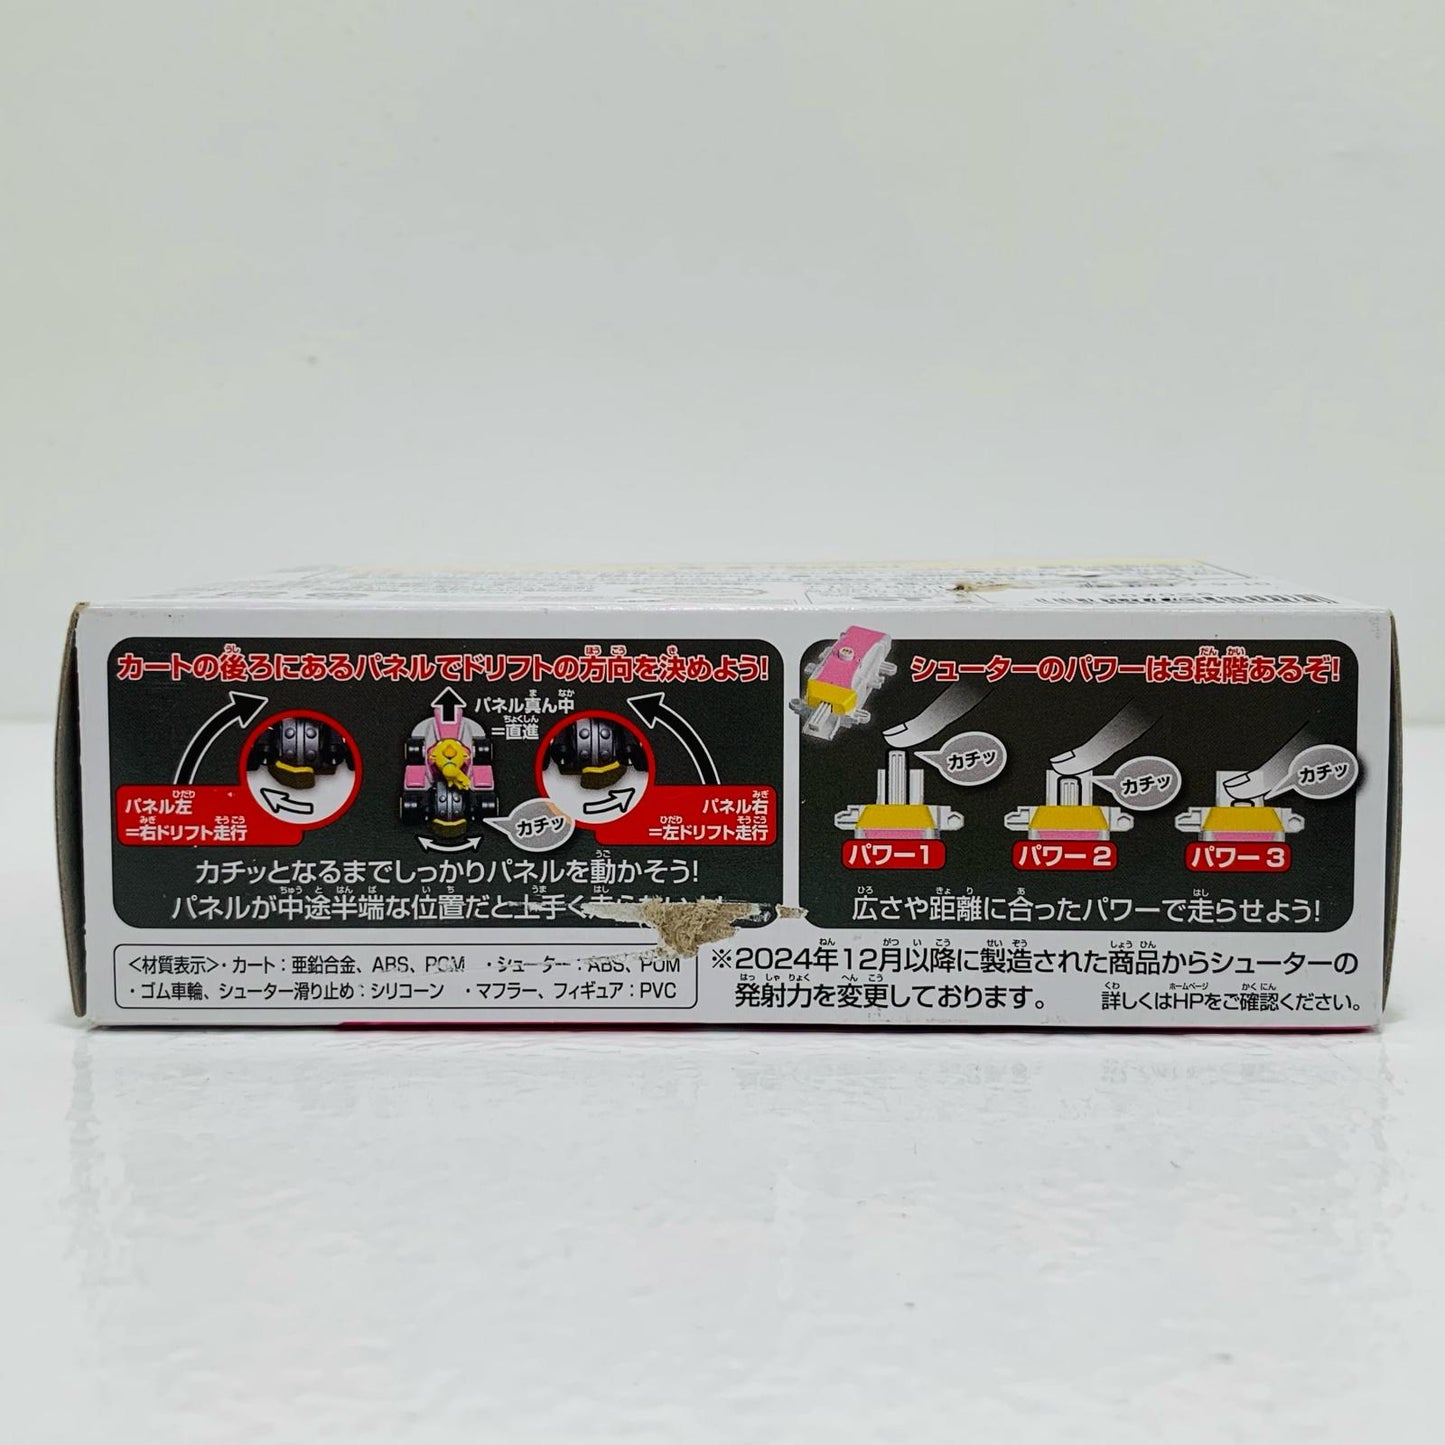 カートの後ろにあるパネルでドリフトの方向を決めよう!
パネル真ん中
=直進
パネル左
=右ドリフト走行
カチッ
パネル右
=左ドリフト走行
カチッとなるまでしっかりパネルを動かそう!
パネルが中途半端な位置だと上手く
シューターのパワーは3段階あるぞ!
カチッ
カチッ
カチッ
パワー1
パワー2
パワー3
広さや距離に合ったパワーで走らせよう!
<材質表示>・カート:亜鉛合金、ABS、POM ・シューター:ABS、POM
・ゴム車輪、シューター滑り止め:シリコーン ・マフラー、フィギュア:PVC
※2024年12月以降に製造された商品からシューターの
発射力を変更しております。 詳しくはHPをご確認ください。